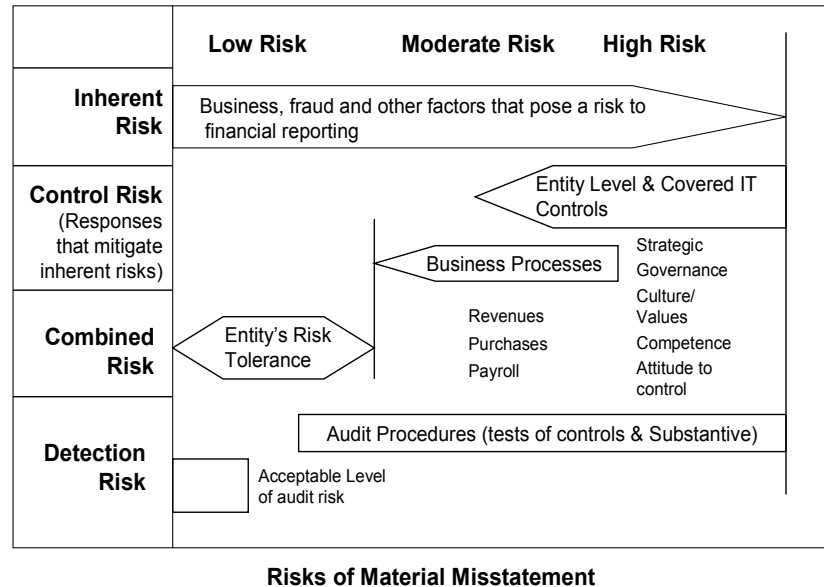 Low Risk Moderate Risk High Risk
Inherent
Risk
Business, fraud and other factors that pose a risk to
financial reporting
Control Risk
(Responses
that mitigate
inherent risks)
Entity Level & Covered IT
Controls
Business Processes
Strategic
Governance
Culture/
Values
Competence
Attitude to
control
Revenues
Purchases
Payroll
Combined
Risk
Entity's Risk
Tolerance
Detection
Risk
Audit Procedures (tests of controls & Substantive)
Acceptable Level
of audit risk
Risks of Material Misstatement